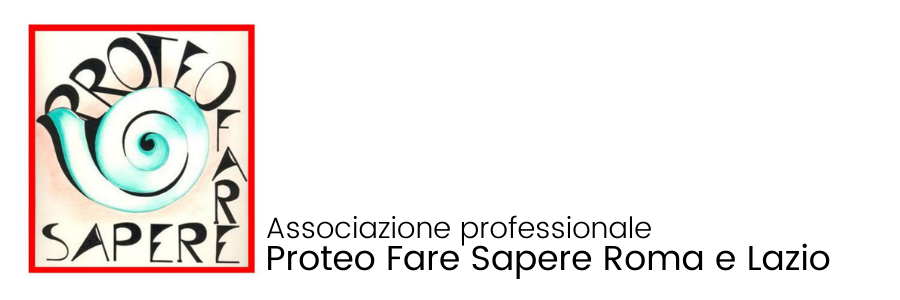 PROTEO
FARE
SAPERE
Associazione professionale
Proteo Fare Sapere Roma e Lazio